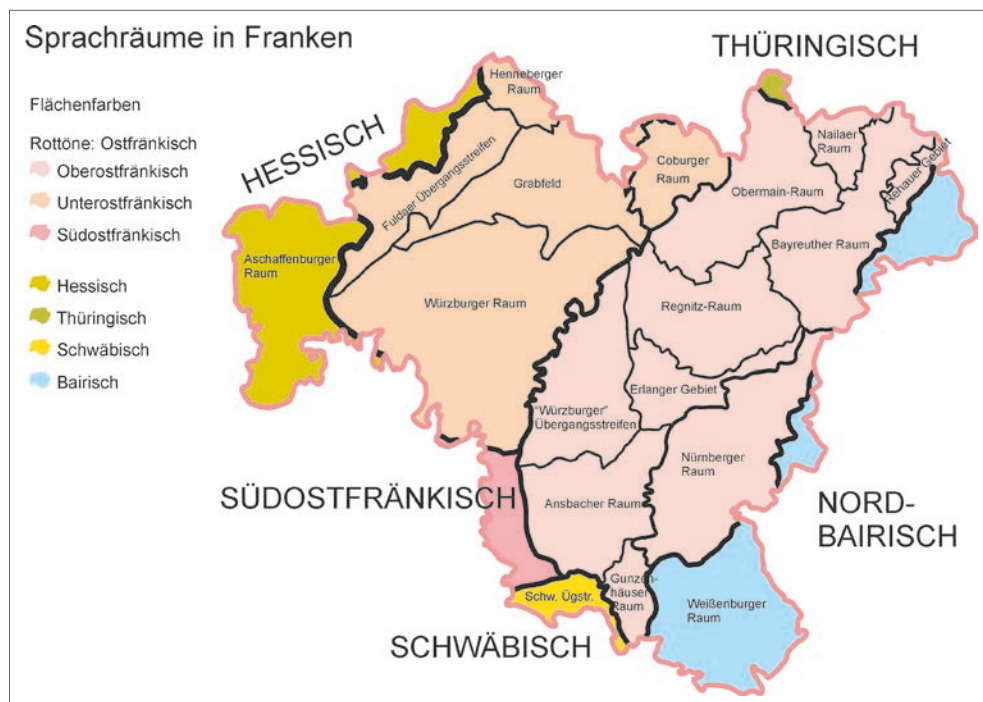 Sprachräume in Franken
Flächenfarben
Rottöne: Ostfränkisch
Oberostfränkisch
Unterostfränkisch
Südostfränkisch
Hessisch
Thüringisch
Schwäbisch
Bairisch
HESSISCH
THÜRINGISCH
Henneberger
Raum
Fuldaer Übergangsstreifen
Grabfeld
Coburger
Raum
Nailaer
Raum
Rehauer Gebiet
Obermain-Raum
Bayreuther Raum
Aschaffenburger
Raum
Würzburger Raum
Regnitz-Raum
Erlanger Gebiet
"Würzburger"
Übergangsstreifen
Nürnberger
Raum
SÜDOSTFRÄNKISCH
Ansbacher Raum
NORD-
BAIRISCH
Gunzen-
häuser
Raum
Schw. Ügstr.
Weißenburger
Raum
SCHWÄBISCH